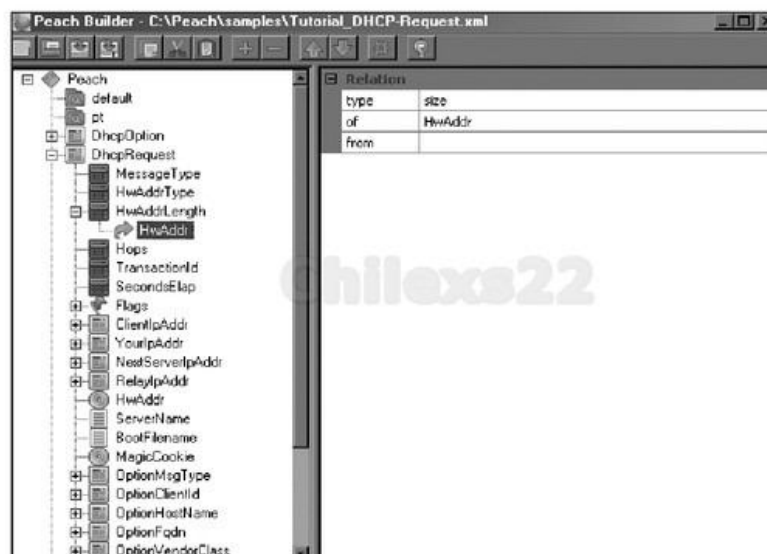 Peach Builder - C:\Peach\samples\Tutorial_DHCP-Request.xml
Peach
default
pt
DhcpOption
DhcpRequest
MessageType
HwAddrType
HwAddrLength
HwAddr
Hops
TransactionId
SecondsElap
Flags
ClientIpAddr
YourIpAddr
NextServerIpAddr
RelayIpAddr
HwAddr
ServerName
BootFilename
MagicCookie
OptionMsgType
OptionClientId
OptionHostName
OptionFqdn
OptionVendorClass
Relation
type size
of HwAddr
from
Chilexs22